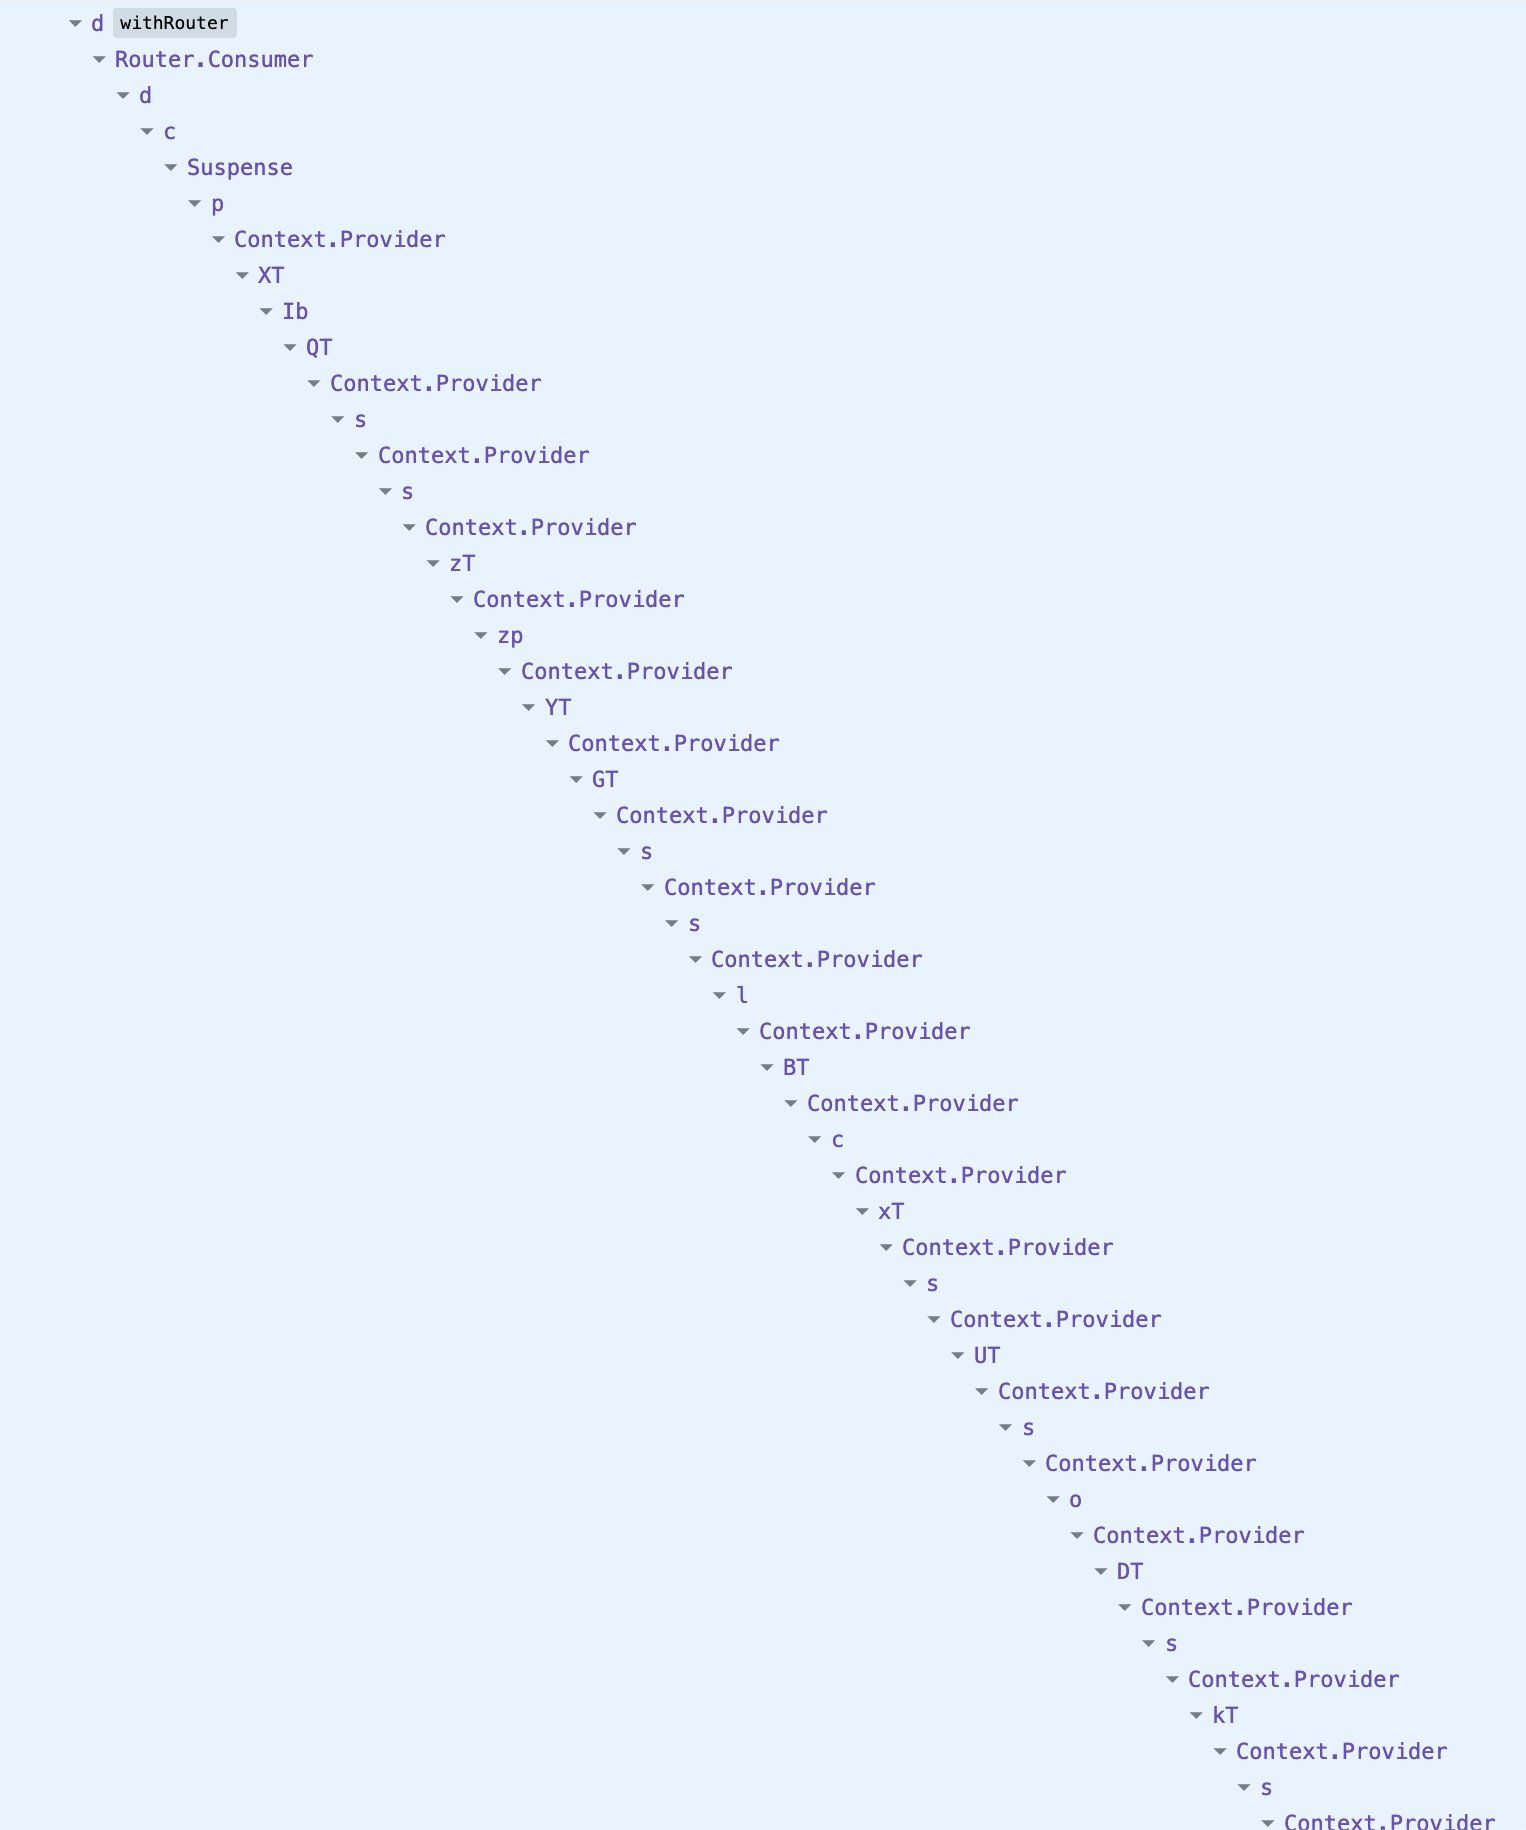 d withRouter
Router.Consumer
d
c
Suspense
p
Context.Provider
XT
Ib
QT
Context.Provider
s
Context.Provider
s
Context.Provider
zT
Context.Provider
zp
Context.Provider
YT
Context.Provider
GT
Context.Provider
s
Context.Provider
s
Context.Provider
l
Context.Provider
BT
Context.Provider
c
Context.Provider
xT
Context.Provider
s
Context.Provider
UT
Context.Provider
s
Context.Provider
o
Context.Provider
DT
Context.Provider
s
Context.Provider
kT
Context.Provider
s
Context.Provider